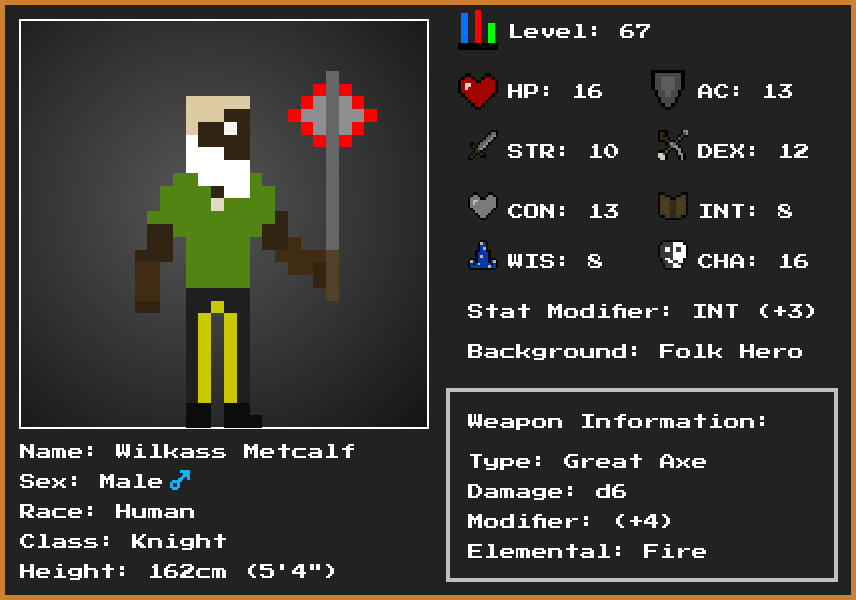 Level: 67
HP: 16
AC: 13
STR: 10
DEX: 12
CON: 13
INT: 8
WIS: 8
CHA: 16
Stat Modifier: INT (+3)
Background: Folk Hero
Weapon Information:
Type: Great Axe
Damage: d6
Modifier: (+4)
Elemental: Fire
Name: Wilkass Metcalf
Sex: Male ♂
Race: Human
Class: Knight
Height: 162cm (5'4")